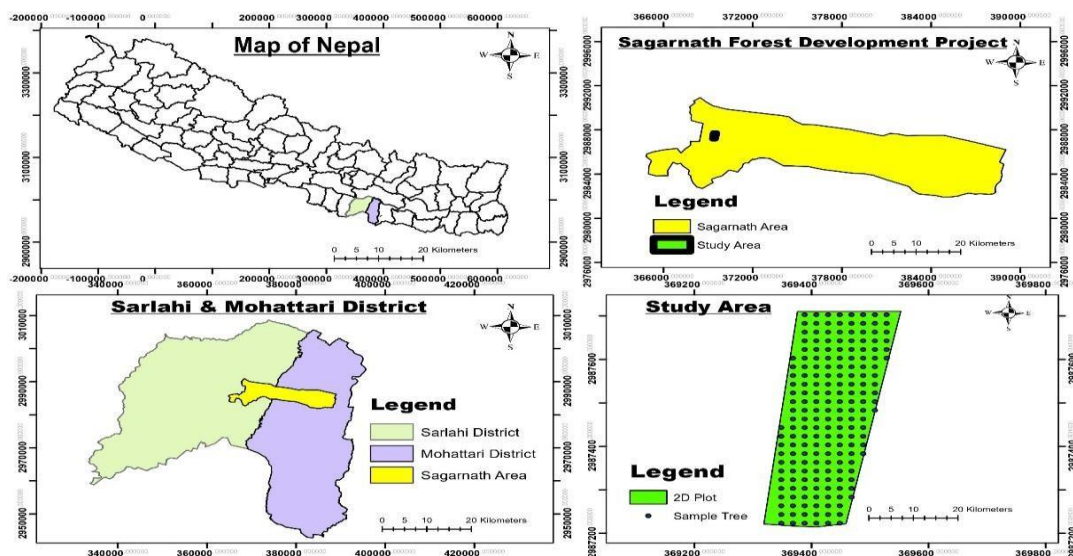 -200000 0 200000 300000 400000 500000 600000
Map of Nepal
N
W E
S
3300000
3100000
2900000
0 5 10 20 Kilometers
-200000 0 200000 300000 400000 500000 600000
366000 372000 378000 384000 390000
Sagarnath Forest Development Project
N
W E
S
2996000
2992000
2988000
2984000
2980000
2976000
Legend
Sagarnath Area
Study Area
0 5 10 20 Kilometers
366000 372000 378000 384000 390000
340000 360000 380000 400000 420000
Sarlahi & Mohattari District
N
W E
S
3010000
2990000
2970000
2950000
Legend
Sarlahi District
Mohattari District
Sagarnath Area
0 5 10 20 Kilometers
340000 360000 380000 400000 420000
369200 369400 369600 369800
Study Area
N
W E
S
2987600
2987400
2987200
Legend
2D Plot
Sample Tree
0 5 10 20 Kilometers
369200 369400 369600 369800